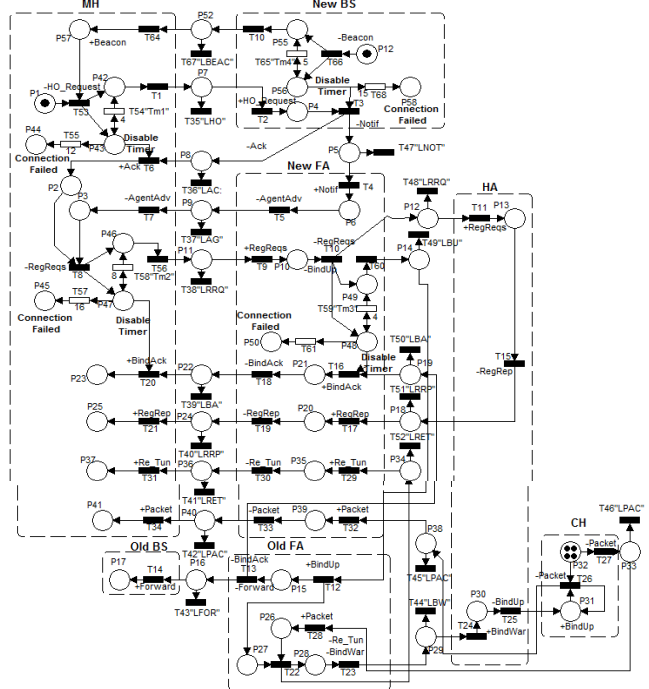 MH
New BS
P52
P57
T64
T10
P55
-Beacon
+Beacon
T67"LBEAC"
T65"Tm4"
5
T66
P12
P42
P7
Disable
Timer
P1
-HO_Request
T53
T1
+HO_Request
P56
15
T68
P58
T54"Tm1"
4
T2
P4
T3
Connection
Failed
P44
T55
12
P43
Disable
Timer
T35"LHO"
-Notif
Connection
Failed
T6
P8
-Ack
P5
T47"LNOT"
+Ack
New FA
P2
T36"LAC:
+Notif
T4
T48"LRRQ"
HA
P3
-AgentAdv
P9
-AgentAdv
P12
T11
P13
T7
T37"LAG"
T5
P6
+RegReqs
P46
-RegReqs
T49"LBU"
T56
P11
+RegReqs
T10
T60
P14
-RegReqs
T8
8
T58"Tm2"
T9
P10
-BindUp
T38"LRRQ"
P49
P45
T57
16
P47
T59"Tm3"
4
Connection
Failed
Disable
Timer
Connection
Failed
P50
T61
P48
T50"LBA"
Disable
Timer
T15
+BindAck
P22
P21
T16
P19
-RegRep
P23
T20
T18
-BindAck
+BindAck
T51"LRRP"
T39"LBA"
P25
+RegRep
P24
-RegRep
P20
+RegRep
P18
T21
T19
T17
T40"LRRP"
T52"LRET"
P37
+Re_Tun
P36
-Re_Tun
P35
+Re_Tun
P34
T31
T30
T29
T41"LRET"
T46"LPAC"
P41
+Packet
P40
-Packet
P39
+Packet
P38
CH
T34
T33
T32
T42"LPAC"
-Packet
Old BS
Old FA
T45"LPAC"
P32
T27
P33
P17
T14
P16
-BindAck
T13
+BindUp
-Packet
T26
+Forward
-Forward
P15
T12
T44"LBW"
P30
-BindUp
P31
T43"LFOR"
P26
+Packet
T25
+BindUp
T28
-Re_Tun
T24
+BindWar
P27
P28
-BindWar
P29
T22
T23